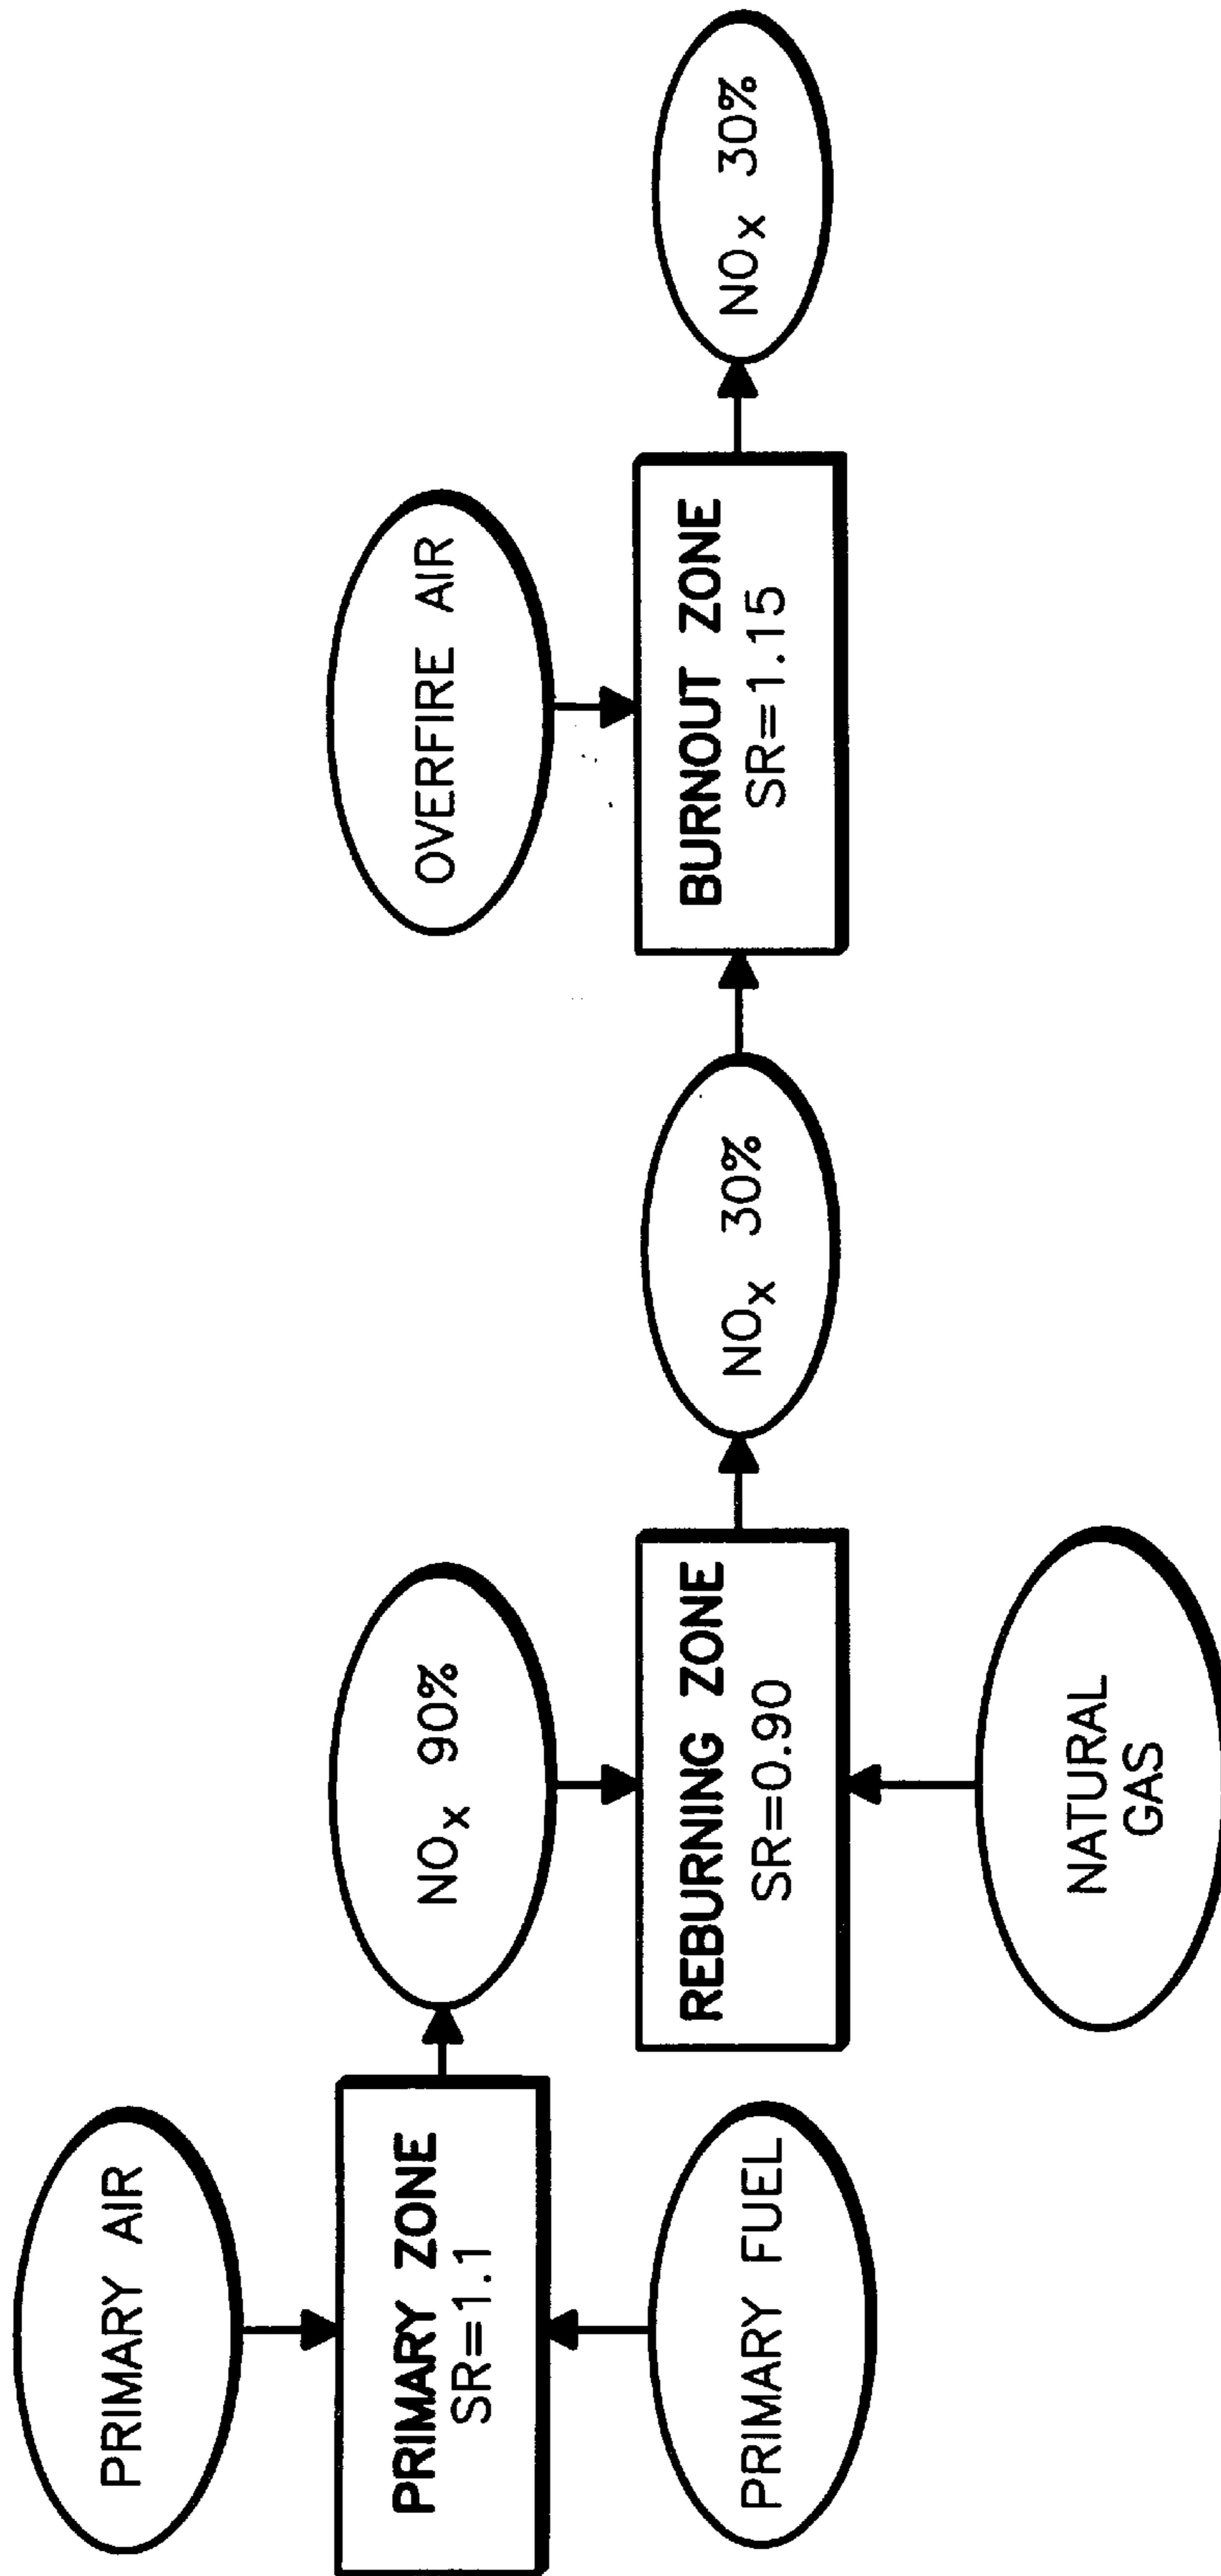 PRIMARY AIR
PRIMARY ZONE
SR=1.1
PRIMARY FUEL
NOx 90%
REBURNING ZONE
SR=0.90
NATURAL
GAS
NOx 30%
OVERFIRE AIR
BURNOUT ZONE
SR=1.15
NOx 30%